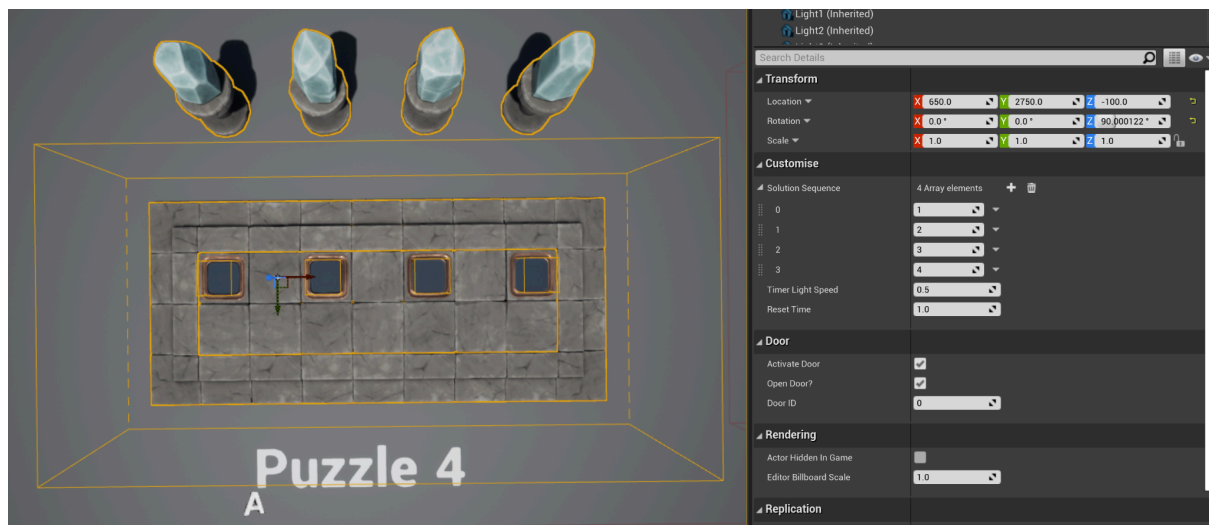 Puzzle 4
A
Light1 (Inherited)
Light2 (Inherited)
Search Details
Transform
Location X 650.0 Y 2750.0 Z -100.0
Rotation X 0.0 ° Y 0.0 ° Z 90.000122 °
Scale X 1.0 Y 1.0 Z 1.0
Customise
Solution Sequence 4 Array elements
0 1
1 2
2 3
3 4
Timer Light Speed 0.5
Reset Time 1.0
Door
Activate Door
Open Door?
Door ID 0
Rendering
Actor Hidden In Game
Editor Billboard Scale 1.0
Replication